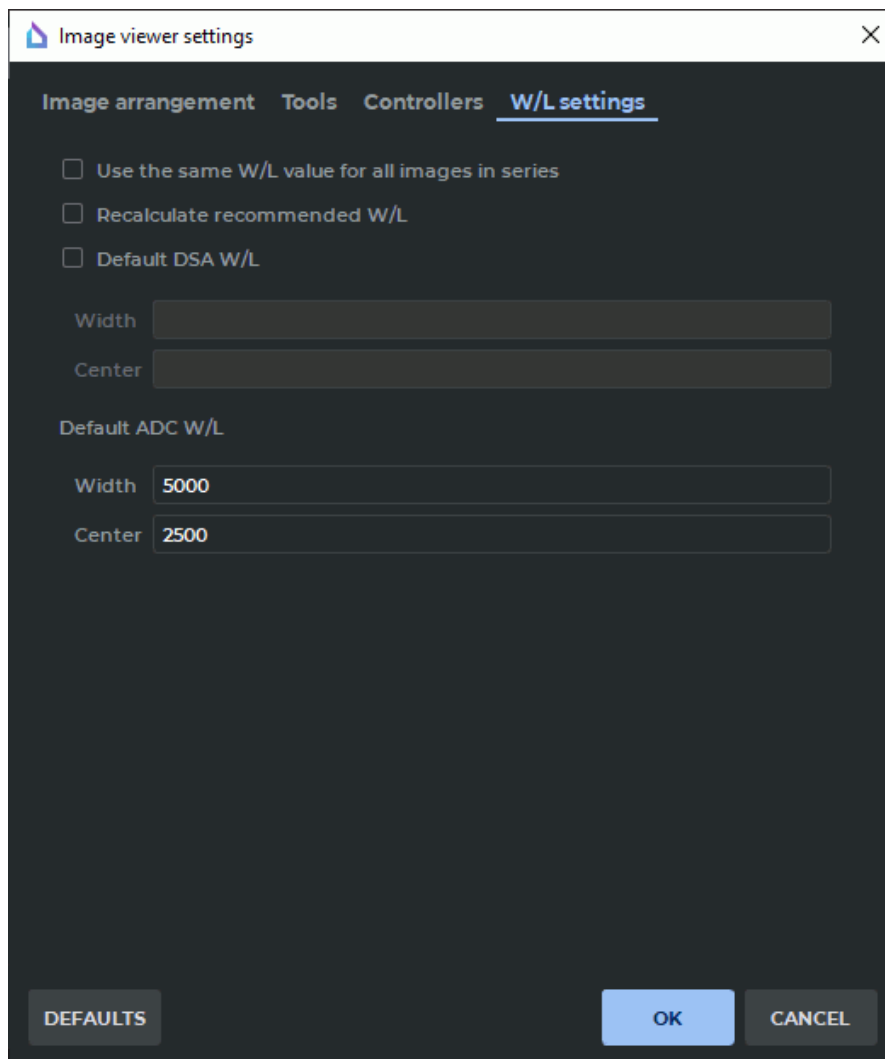 Image viewer settings
Image arrangement Tools Controllers W/L settings
Use the same W/L value for all images in series
Recalculate recommended W/L
Default DSA W/L
Width
Center
Default ADC W/L
Width 5000
Center 2500
DEFAULTS OK CANCEL